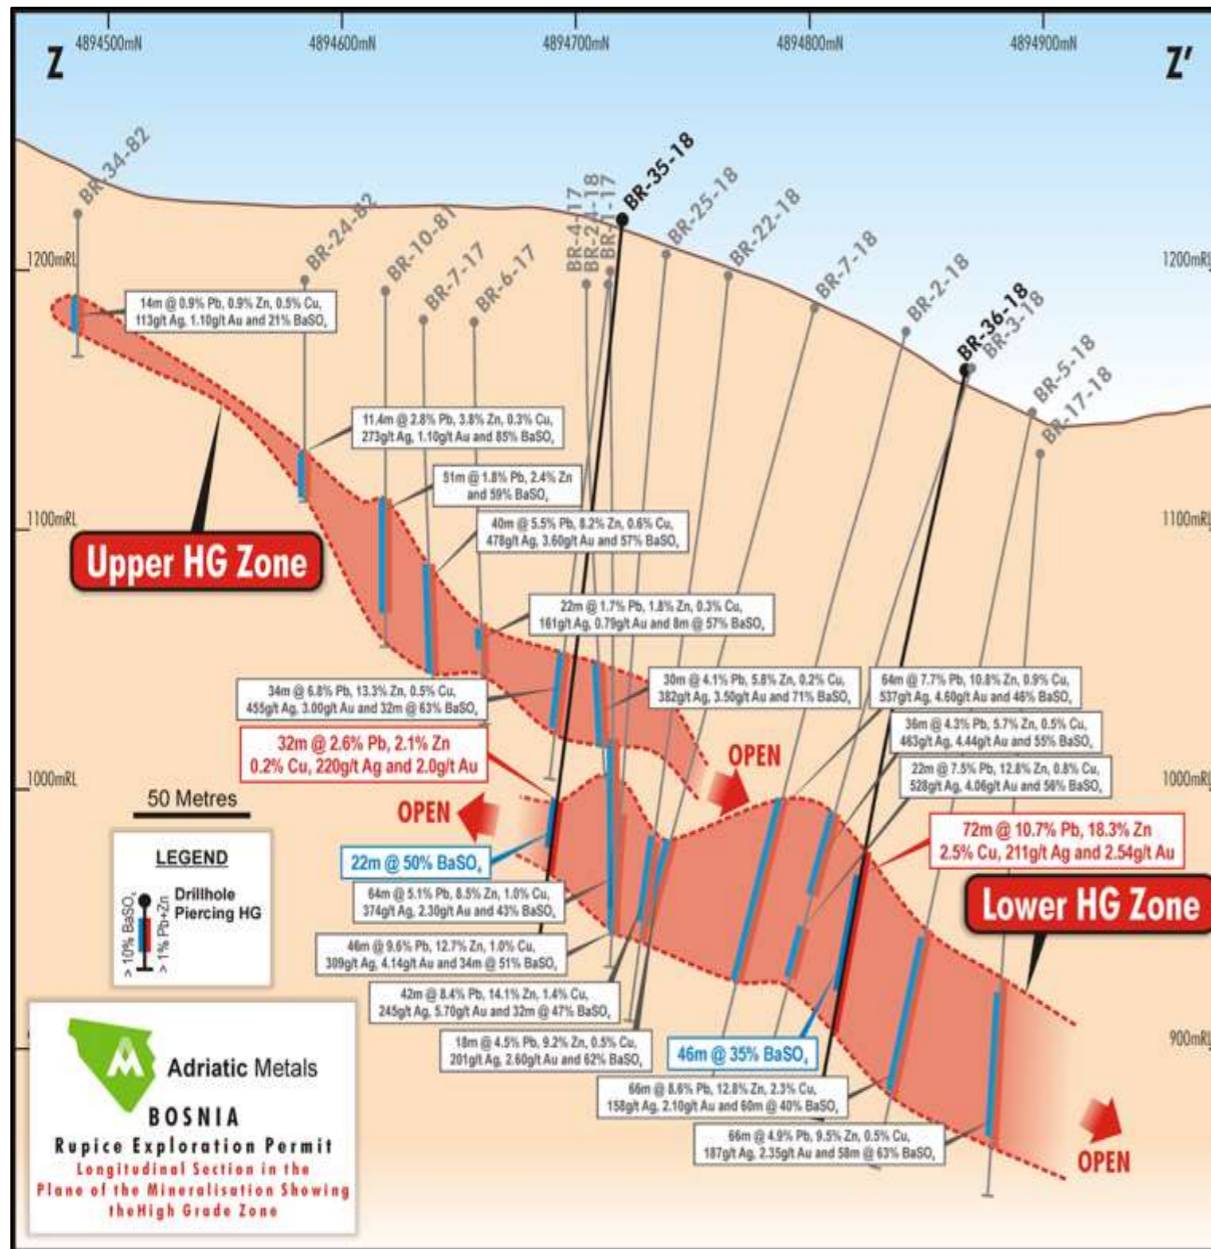 4894500mN
4894600mN
4894700mN
4894800mN
4894900mN
Z
Z'
BR-34-82
BR-24-82
BR-10-81
BR-7-17
BR-6-17
BR-4-17
BR-24-18
BR-1-17
BR-35-18
BR-25-18
BR-22-18
BR-7-18
BR-2-18
BR-36-18
BR-3-18
BR-5-18
BR-17-18
1200mRL
1200mRL
14m @ 0.9% Pb, 0.9% Zn, 0.5% Cu,
113g/t Ag, 1.10g/t Au and 21% BaSO4
11.4m @ 2.8% Pb, 3.8% Zn, 0.3% Cu,
273g/t Ag, 1.10g/t Au and 85% BaSO4
51m @ 1.8% Pb, 2.4% Zn
and 59% BaSO4
1100mRL
1100mRL
40m @ 5.5% Pb, 8.2% Zn, 0.6% Cu,
478g/t Ag, 3.60g/t Au and 57% BaSO4
Upper HG Zone
22m @ 1.7% Pb, 1.8% Zn, 0.3% Cu,
161g/t Ag, 0.79g/t Au and 8m @ 57% BaSO4
34m @ 6.8% Pb, 13.3% Zn, 0.5% Cu,
455g/t Ag, 3.00g/t Au and 32m @ 63% BaSO4
30m @ 4.1% Pb, 5.8% Zn, 0.2% Cu,
382g/t Ag, 3.50g/t Au and 71% BaSO4
64m @ 7.7% Pb, 10.8% Zn, 0.9% Cu,
537g/t Ag, 4.60g/t Au and 46% BaSO4
36m @ 4.3% Pb, 5.7% Zn, 0.5% Cu,
463g/t Ag, 4.44g/t Au and 55% BaSO4
32m @ 2.6% Pb, 2.1% Zn
0.2% Cu, 220g/t Ag and 2.0g/t Au
OPEN
22m @ 7.5% Pb, 12.8% Zn, 0.8% Cu,
528g/t Ag, 4.06g/t Au and 56% BaSO4
1000mRL
1000mRL
50 Metres
OPEN
72m @ 10.7% Pb, 18.3% Zn
2.5% Cu, 211g/t Ag and 2.54g/t Au
LEGEND
> 10% BaSO4
> 1% Pb+Zn
Drillhole
Piercing HG
22m @ 50% BaSO4
64m @ 5.1% Pb, 8.5% Zn, 1.0% Cu,
374g/t Ag, 2.30g/t Au and 43% BaSO4
Lower HG Zone
46m @ 9.6% Pb, 12.7% Zn, 1.0% Cu,
309g/t Ag, 4.14g/t Au and 34m @ 51% BaSO4
42m @ 8.4% Pb, 14.1% Zn, 1.4% Cu,
245g/t Ag, 5.70g/t Au and 32m @ 47% BaSO4
18m @ 4.5% Pb, 9.2% Zn, 0.5% Cu,
201g/t Ag, 2.60g/t Au and 62% BaSO4
46m @ 35% BaSO4
900mRL
66m @ 8.6% Pb, 12.8% Zn, 2.3% Cu,
158g/t Ag, 2.10g/t Au and 60m @ 40% BaSO4
66m @ 4.9% Pb, 9.5% Zn, 0.5% Cu,
187g/t Ag, 2.35g/t Au and 58m @ 63% BaSO4
OPEN
Adriatic Metals
BOSNIA
Rupice Exploration Permit
Longitudinal Section in the
Plane of the Mineralisation Showing
theHigh Grade Zone